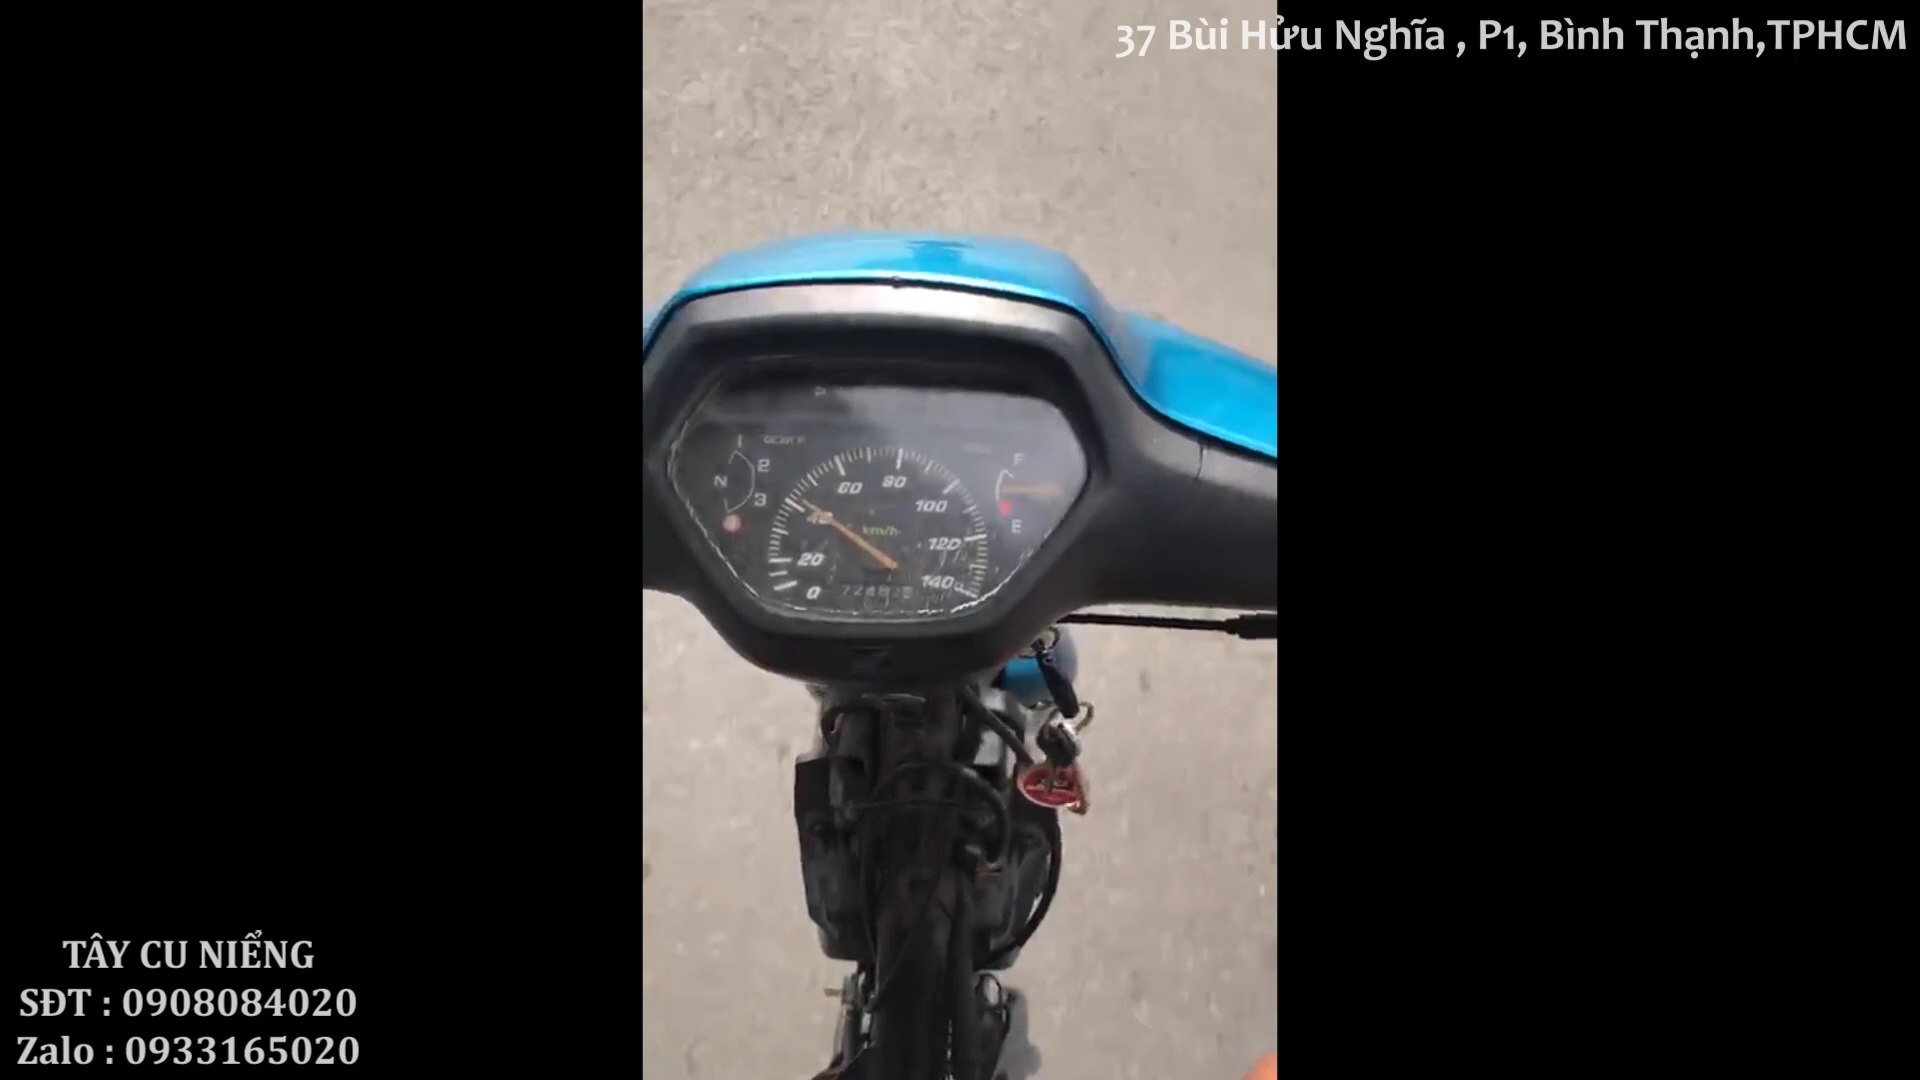 37 Bùi Hửu Nghĩa , P1, Bình Thạnh,TPHCM
1
2
N
3
4
F
E
60
80
40
100
km/h
120
20
140
0
TÂY CU NIỂNG
SĐT : 0908084020
Zalo : 0933165020